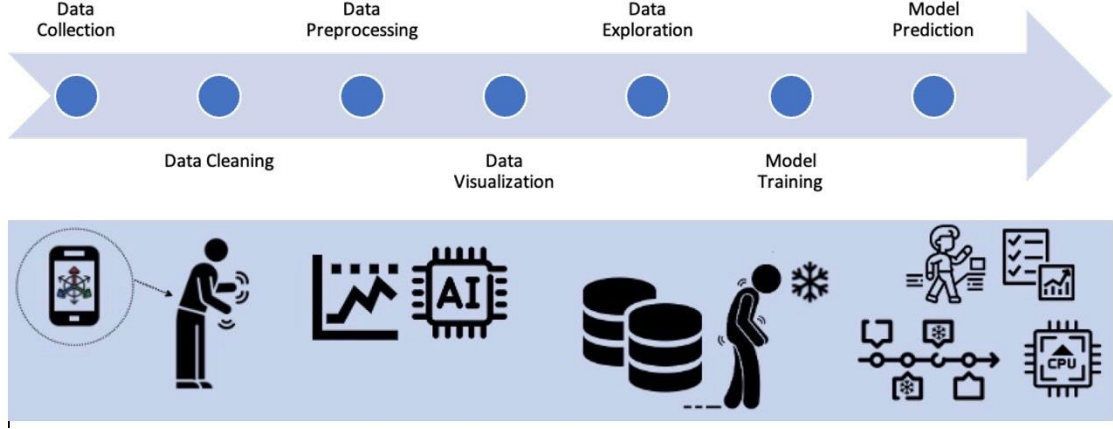 Data
Collection
Data
Preprocessing
Data
Exploration
Model
Prediction
Data Cleaning
Data
Visualization
Model
Training
AI
CPU